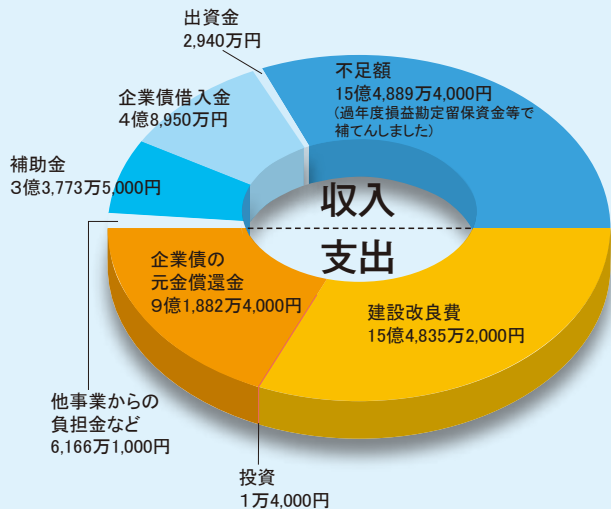 出資金
2,940万円
不足額
15億4,889万4,000円
(過年度損益勘定留保資金等で
補てんしました)
企業債借入金
4億8,950万円
補助金
3億3,773万5,000円
収入
支出
企業債の
元金償還金
9億1,882万4,000円
建設改良費
15億4,835万2,000円
他事業からの
負担金など
6,166万1,000円
投資
1万4,000円